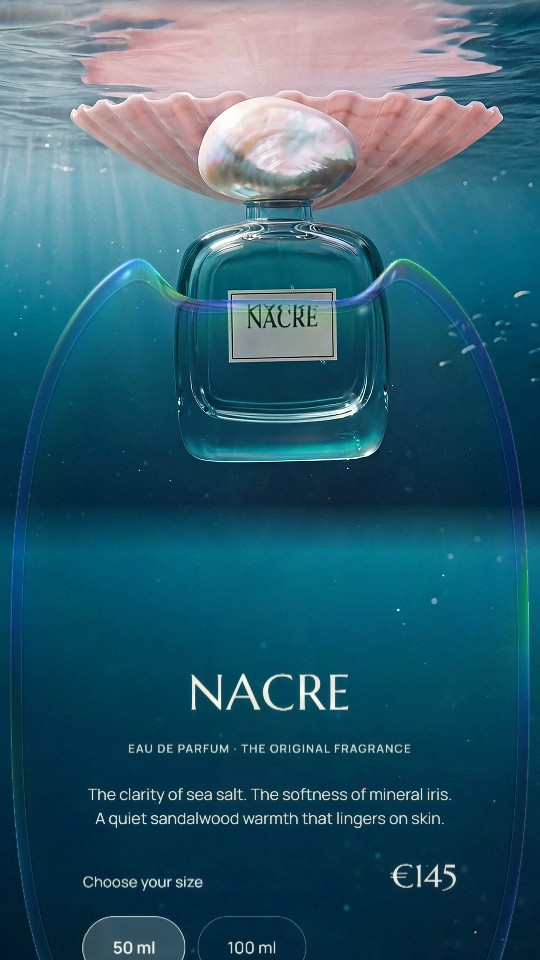 NACRE
NACRE
EAU DE PARFUM · THE ORIGINAL FRAGRANCE
The clarity of sea salt. The softness of mineral iris.
A quiet sandalwood warmth that lingers on skin.
Choose your size
€145
50 ml
100 ml